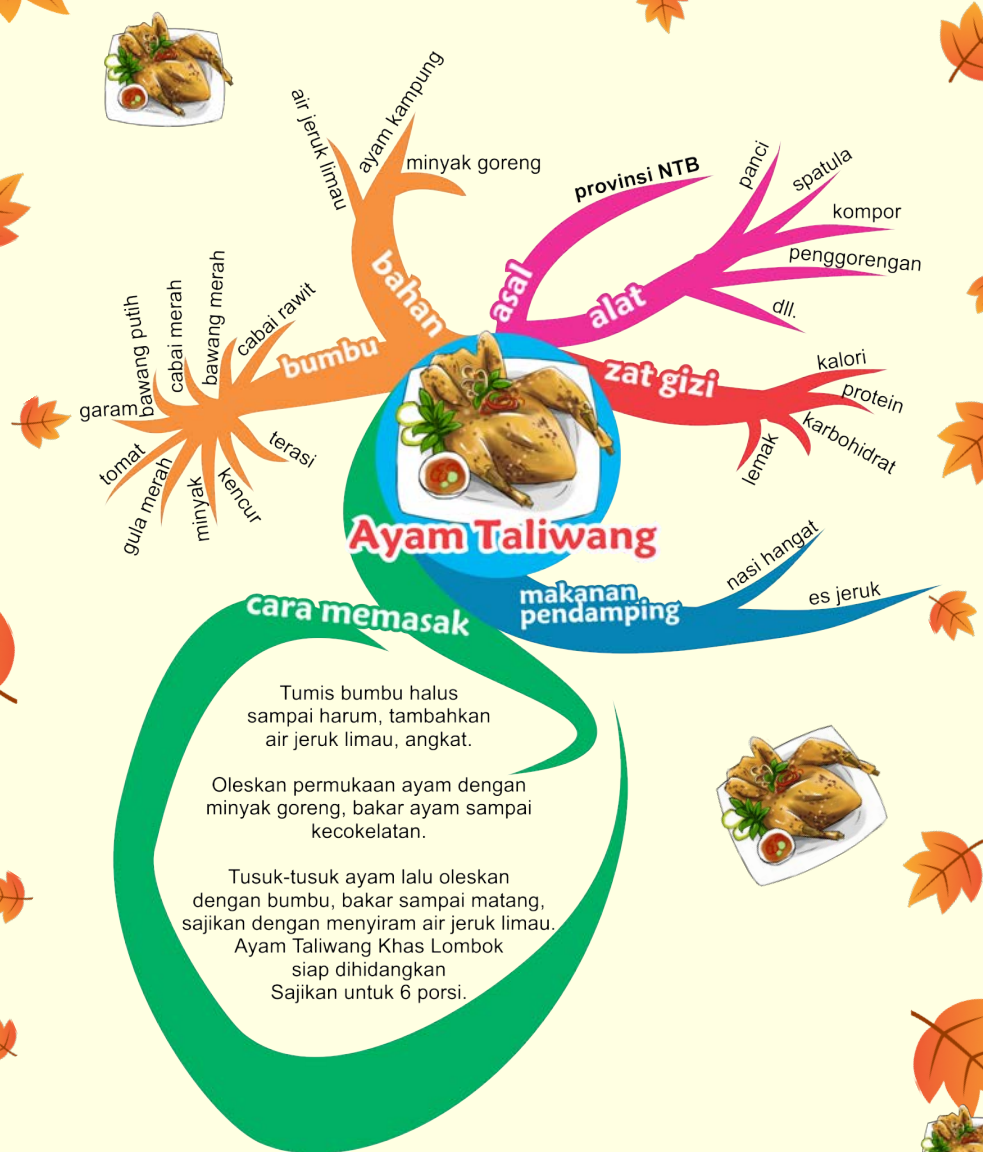 bahan
air jeruk limau
ayam kampung
minyak goreng
bumbu
garam
bawang putih
cabai merah
bawang merah
cabai rawit
tomat
gula merah
minyak
kencur
terasi
asal
provinsi NTB
alat
panci
spatula
kompor
penggorengan
dll.
zat gizi
kalori
protein
karbohidrat
lemak
Ayam Taliwang
makanan
pendamping
nasi hangat
es jeruk
cara memasak
Tumis bumbu halus
sampai harum, tambahkan
air jeruk limau, angkat.
Oleskan permukaan ayam dengan
minyak goreng, bakar ayam sampai
kecokelatan.
Tusuk-tusuk ayam lalu oleskan
dengan bumbu, bakar sampai matang,
sajikan dengan menyiram air jeruk limau.
Ayam Taliwang Khas Lombok
siap dihidangkan
Sajikan untuk 6 porsi.